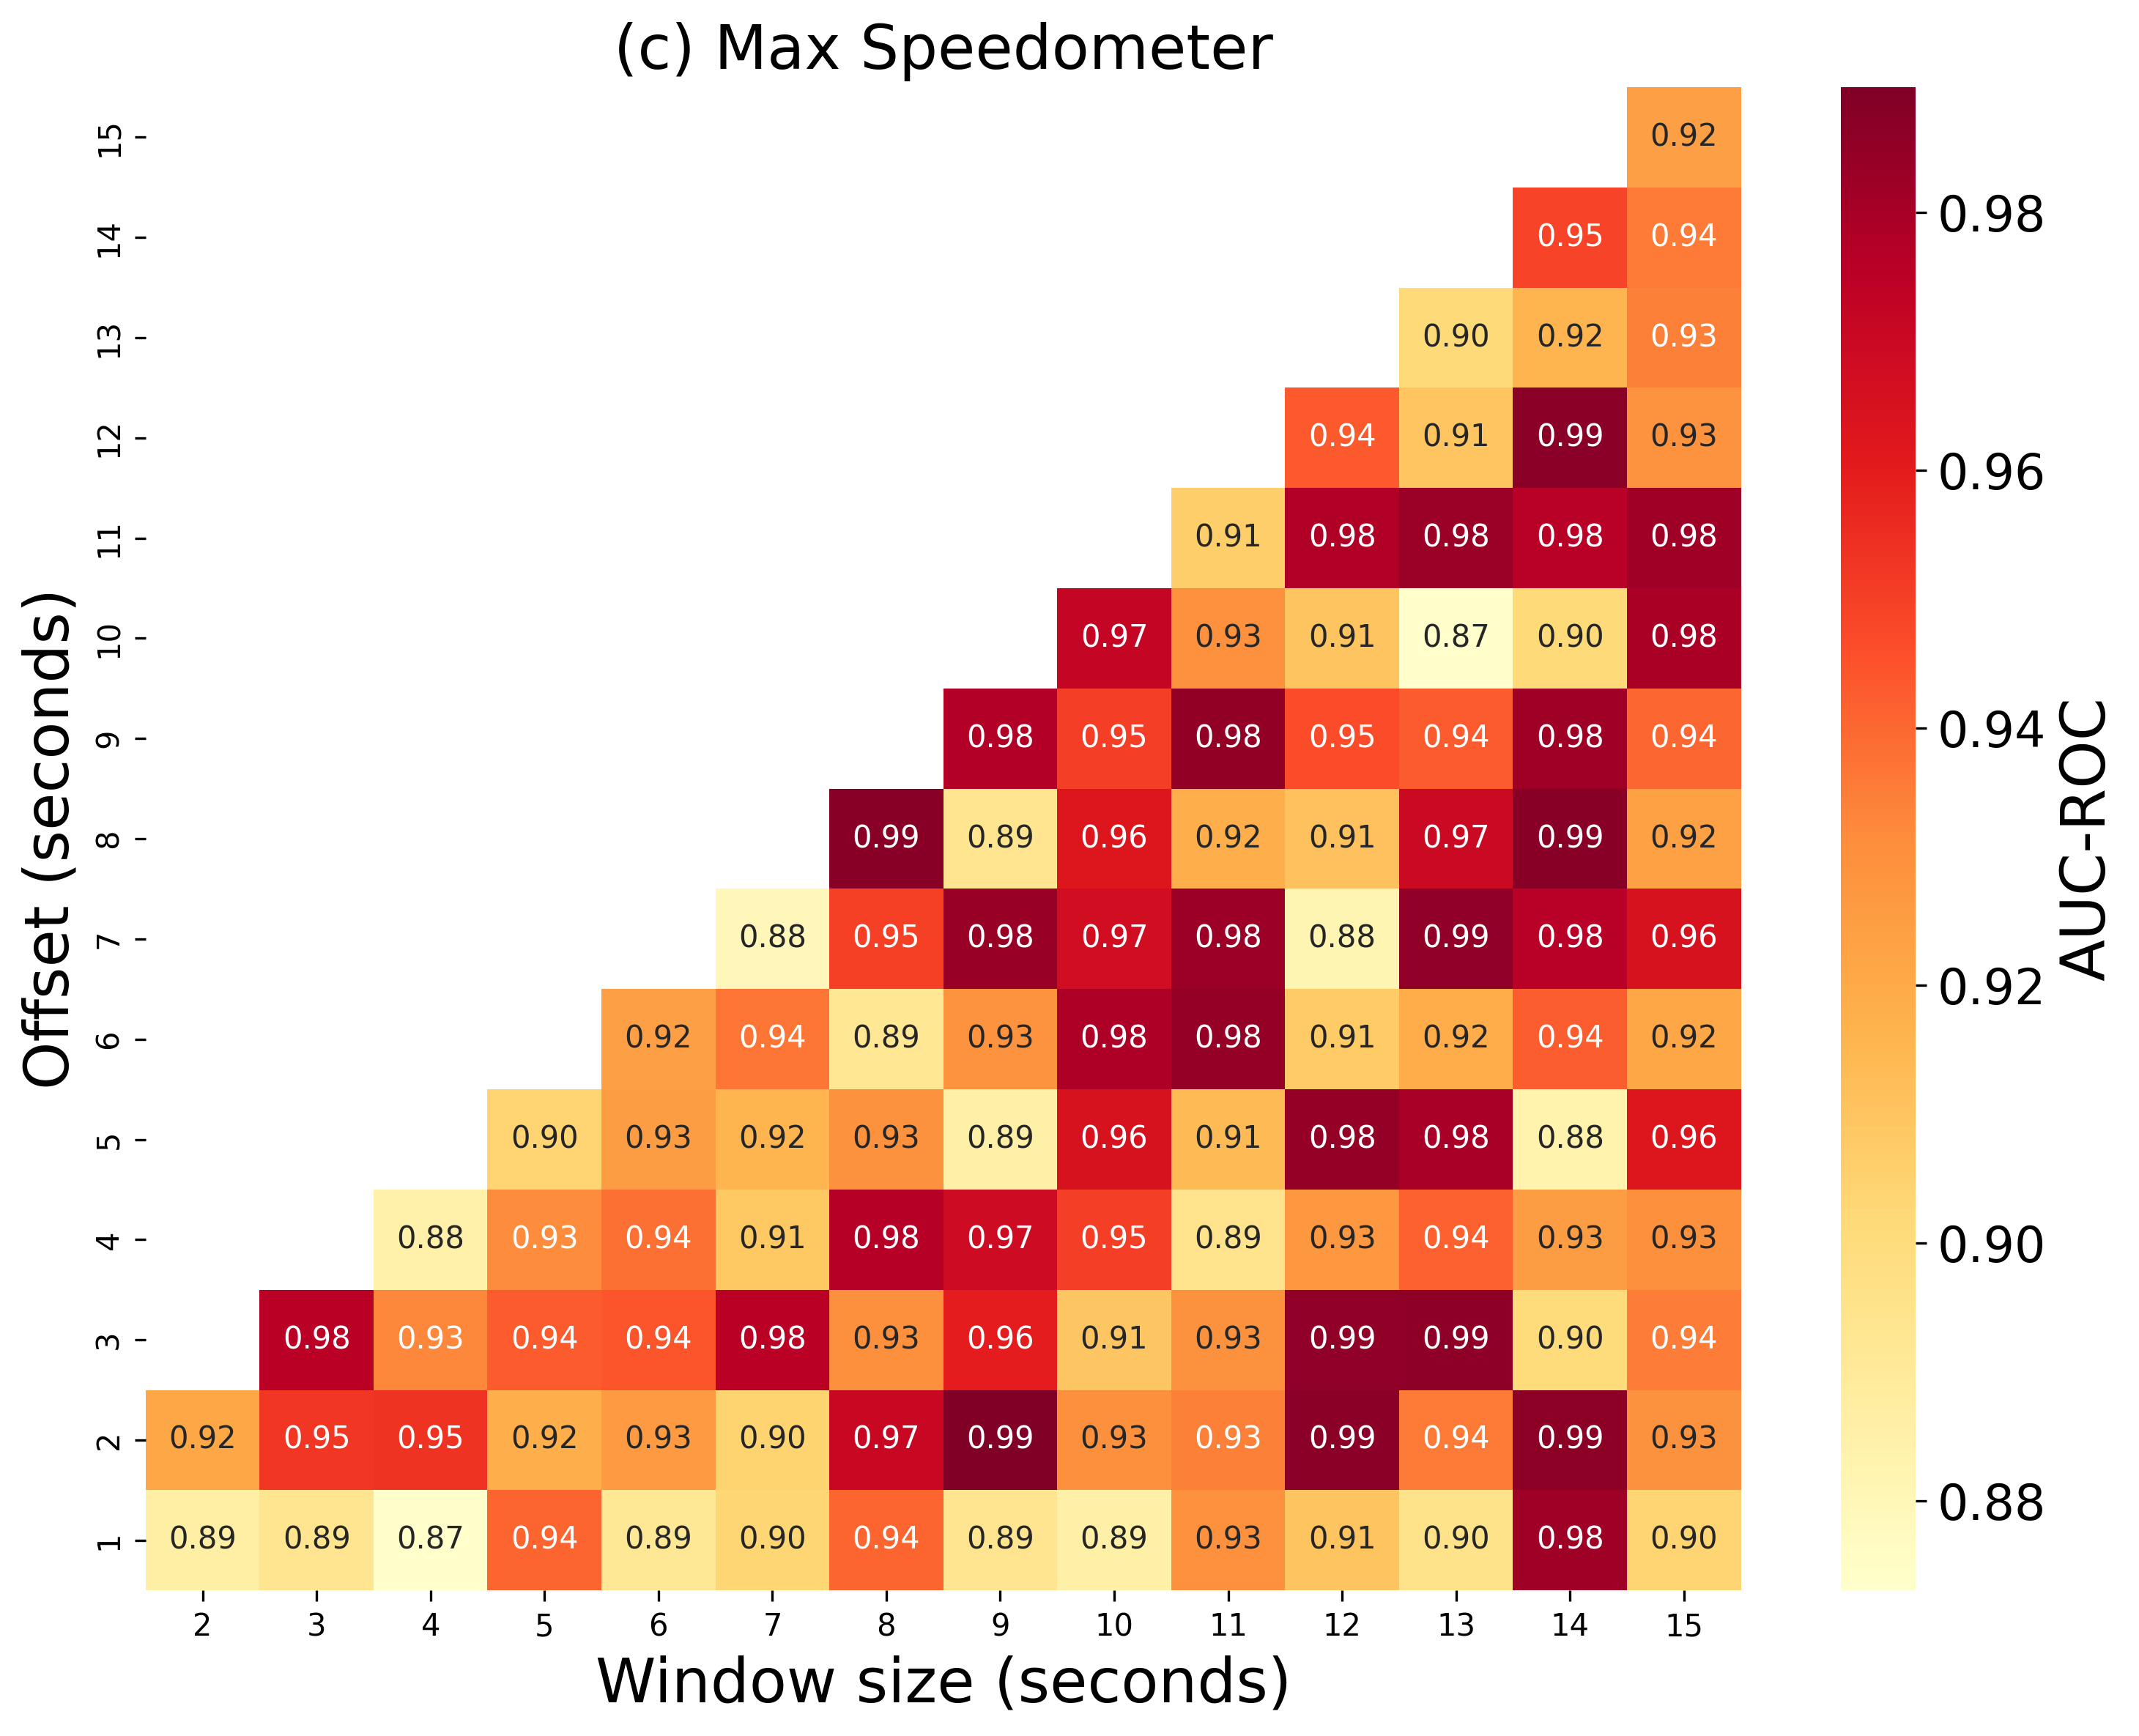 (c) Max Speedometer
15 0.92
14 0.95 0.94
13 0.90 0.92 0.93
12 0.94 0.91 0.99 0.93
11 0.91 0.98 0.98 0.98 0.98
10 0.97 0.93 0.91 0.87 0.90 0.98
9 0.98 0.95 0.98 0.95 0.94 0.98 0.94
8 0.99 0.89 0.96 0.92 0.91 0.97 0.99 0.92
7 0.88 0.95 0.98 0.97 0.98 0.88 0.99 0.98 0.96
6 0.92 0.94 0.89 0.93 0.98 0.98 0.91 0.92 0.94 0.92
5 0.90 0.93 0.92 0.93 0.89 0.96 0.91 0.98 0.98 0.88 0.96
4 0.88 0.93 0.94 0.91 0.98 0.97 0.95 0.89 0.93 0.94 0.93 0.93
3 0.98 0.93 0.94 0.94 0.98 0.93 0.96 0.91 0.93 0.99 0.99 0.90 0.94
2 0.92 0.95 0.95 0.92 0.93 0.90 0.97 0.99 0.93 0.93 0.99 0.94 0.99 0.93
1 0.89 0.89 0.87 0.94 0.89 0.90 0.94 0.89 0.89 0.93 0.91 0.90 0.98 0.90
2 3 4 5 6 7 8 9 10 11 12 13 14 15
Window size (seconds)
Offset (seconds)
0.98
0.96
0.94
0.92
0.90
0.88
AUC-ROC